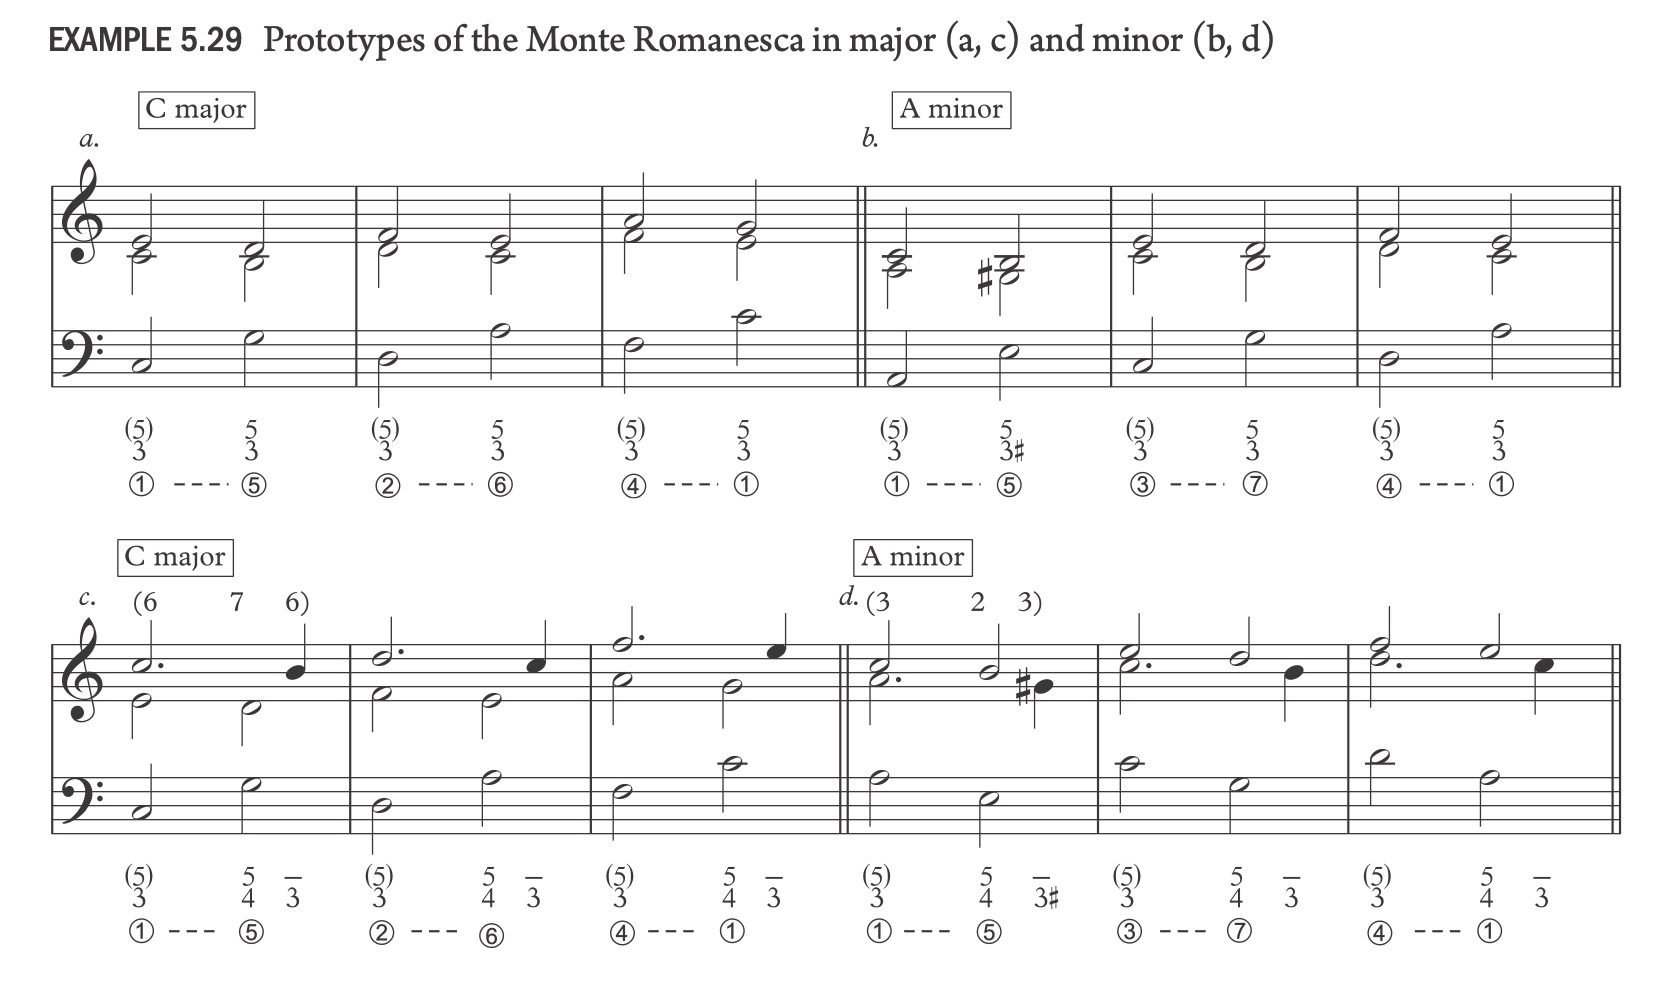 EXAMPLE 5.29 Prototypes of the Monte Romanesca in major (a, c) and minor (b, d)
C major A minor
a. b.
(5) 5 (5) 5 (5) 5 (5) 5 (5) 5 (5) 5
3 3 3 3 3 3 3 3♯ 3 3 3 3
① ---- ⑤ ② ---- ⑥ ④ ---- ① ① ---- ⑤ ③ ---- ⑦ ④ ---- ①
C major A minor
c. (6 7 6) d. (3 2 3)
(5) 5 — (5) 5 — (5) 5 — (5) 5 — (5) 5 — (5) 5 —
3 4 3 3 4 3 3 4 3 3 4 3♯ 3 4 3 3 4 3
① --- ⑤ ② --- ⑥ ④ --- ① ① --- ⑤ ③ --- ⑦ ④ --- ①